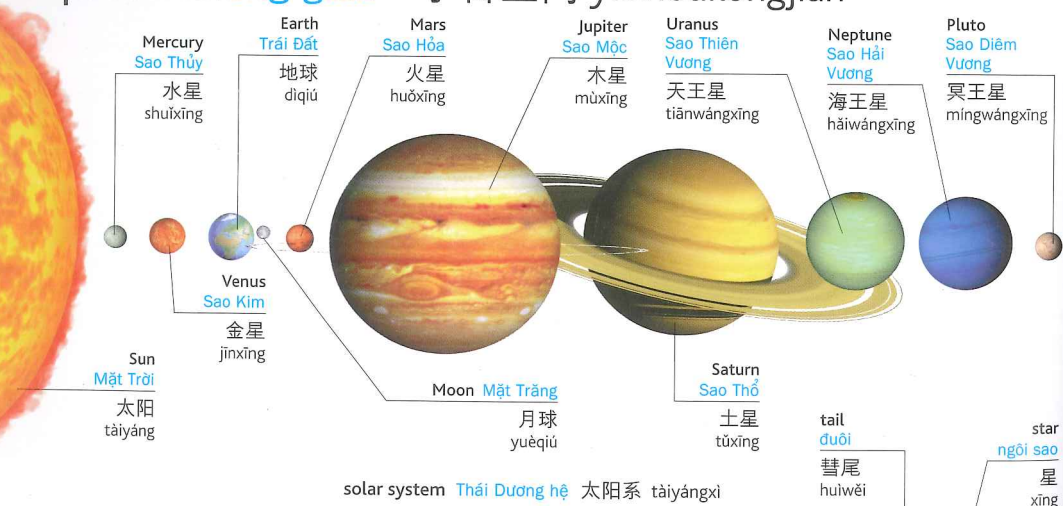 Mercury
Sao Thủy
水星
shuǐxīng
Earth
Trái Đất
地球
dìqiú
Mars
Sao Hỏa
火星
huǒxīng
Jupiter
Sao Mộc
木星
mùxīng
Uranus
Sao Thiên
Vương
天王星
tiānwángxīng
Neptune
Sao Hải
Vương
海王星
hǎiwángxīng
Pluto
Sao Diêm
Vương
冥王星
míngwángxīng
Venus
Sao Kim
金星
jīnxīng
Sun
Mặt Trời
太阳
tàiyáng
Moon Mặt Trăng
月球
yuèqiú
Saturn
Sao Thổ
土星
tǔxīng
tail
đuôi
彗尾
huìwěi
star
ngôi sao
星
xīng
solar system Thái Dương hệ 太阳系 tàiyángxì